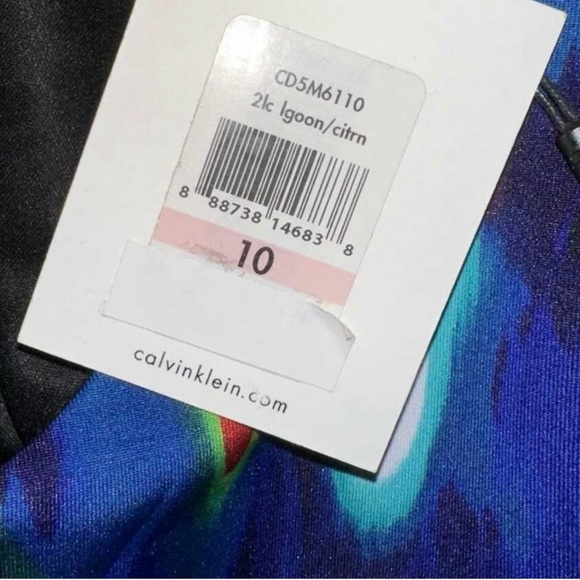 CD5M6110
2lc lgoon/citrn
8 88738 14683 8
10
calvinklein.com